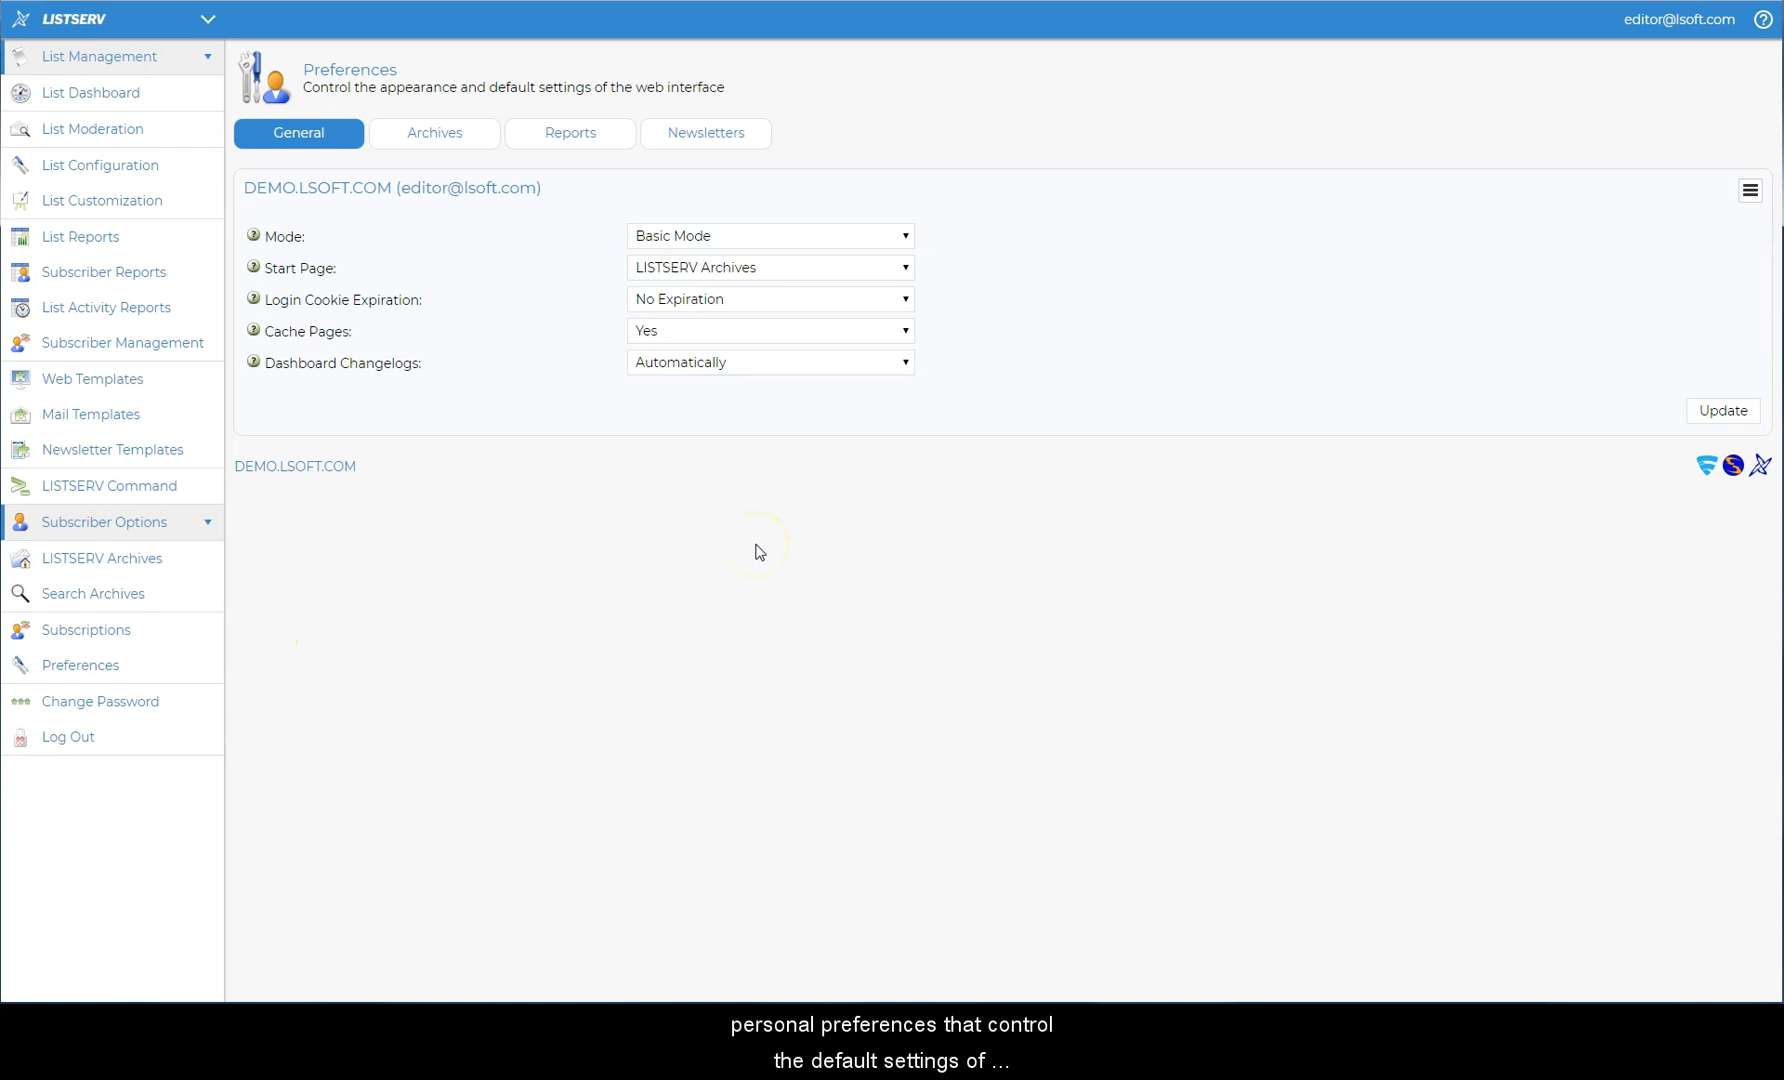 LISTSERV
editor@lsoft.com
List Management
List Dashboard
List Moderation
List Configuration
List Customization
List Reports
Subscriber Reports
List Activity Reports
Subscriber Management
Web Templates
Mail Templates
Newsletter Templates
LISTSERV Command
Subscriber Options
LISTSERV Archives
Search Archives
Subscriptions
Preferences
Change Password
Log Out
Preferences
Control the appearance and default settings of the web interface
General Archives Reports Newsletters
DEMO.LSOFT.COM (editor@lsoft.com)
Mode: Basic Mode
Start Page: LISTSERV Archives
Login Cookie Expiration: No Expiration
Cache Pages: Yes
Dashboard Changelogs: Automatically
Update
DEMO.LSOFT.COM
personal preferences that control
the default settings of ...